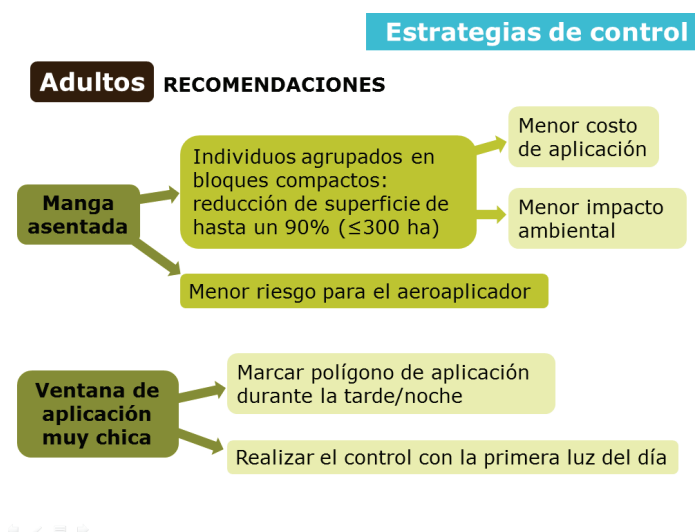 Estrategias de control
Adultos RECOMENDACIONES
Manga
asentada
Individuos agrupados en
bloques compactos:
reducción de superficie de
hasta un 90% (≤300 ha)
Menor costo
de aplicación
Menor impacto
ambiental
Menor riesgo para el aeroaplicador
Ventana de
aplicación
muy chica
Marcar polígono de aplicación
durante la tarde/noche
Realizar el control con la primera luz del día